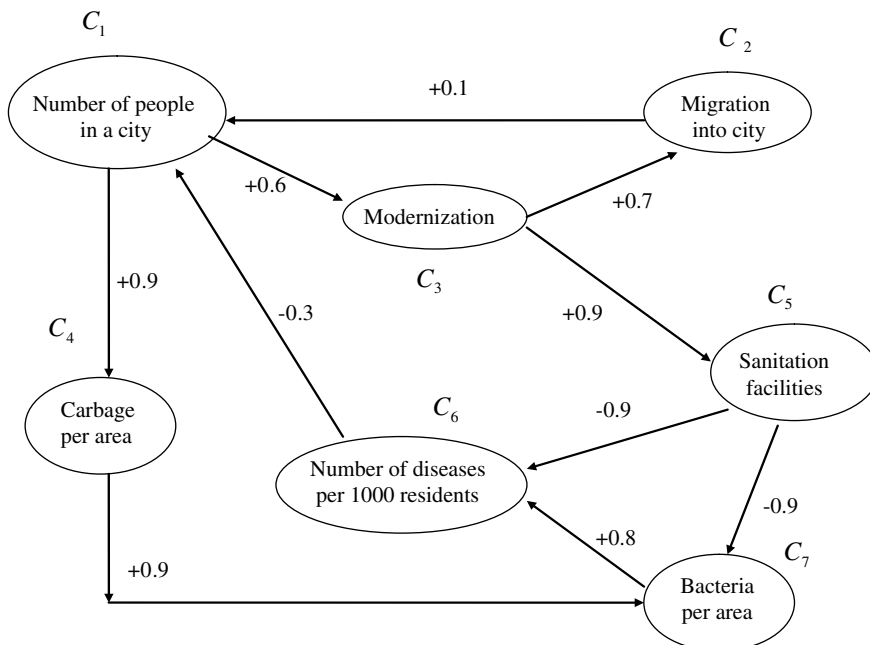 C₁
Number of people
in a city
C ₂
Migration
into city
+0.1
+0.6
Modernization
+0.7
C₃
+0.9
+0.9
C₄
-0.3
C₅
Sanitation
facilities
Carbage
per area
C₆
-0.9
Number of diseases
per 1000 residents
-0.9
+0.8
C₇
+0.9
Bacteria
per area